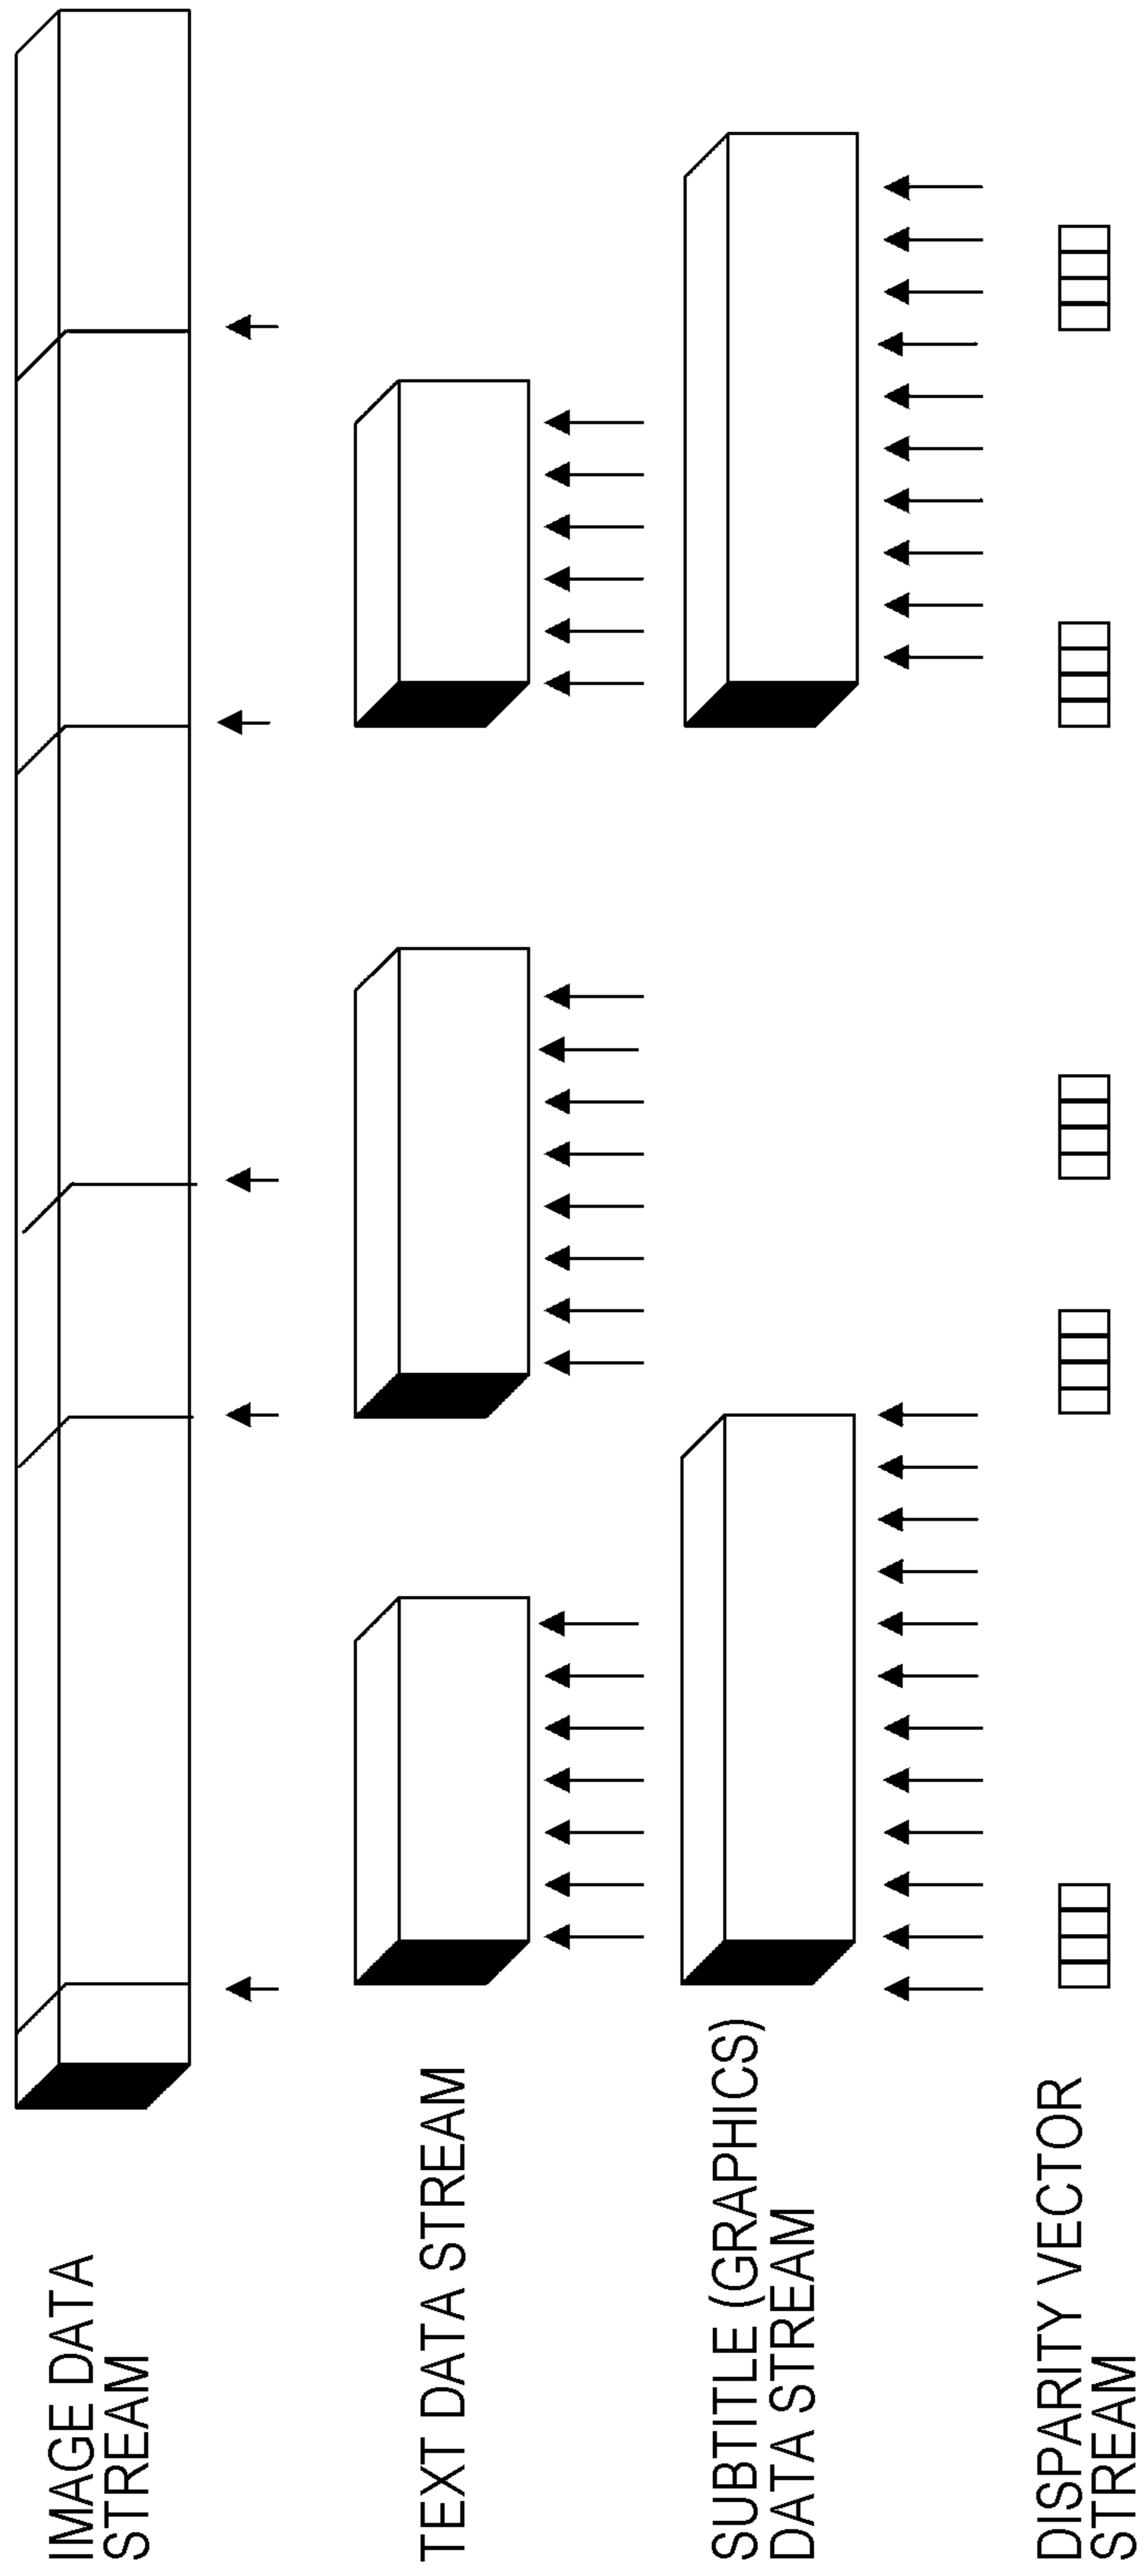 IMAGE DATA
STREAM
TEXT DATA STREAM
SUBTITLE (GRAPHICS)
DATA STREAM
DISPARITY VECTOR
STREAM